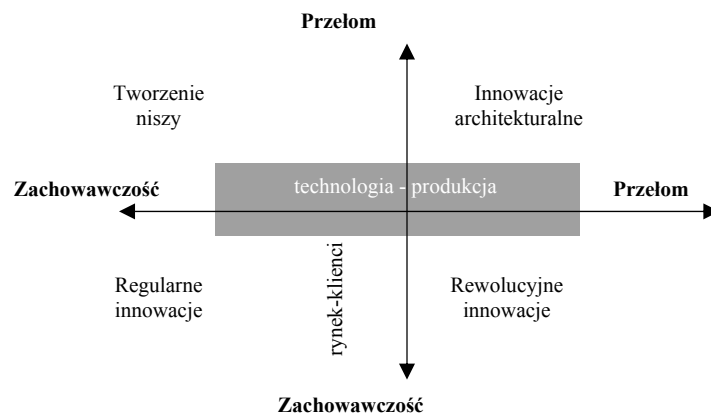 Przełom
Tworzenie
niszy
Innowacje
architekturalne
technologia - produkcja
Zachowawczość
Przełom
Regularne
innowacje
rynek-klienci
Rewolucyjne
innowacje
Zachowawczość